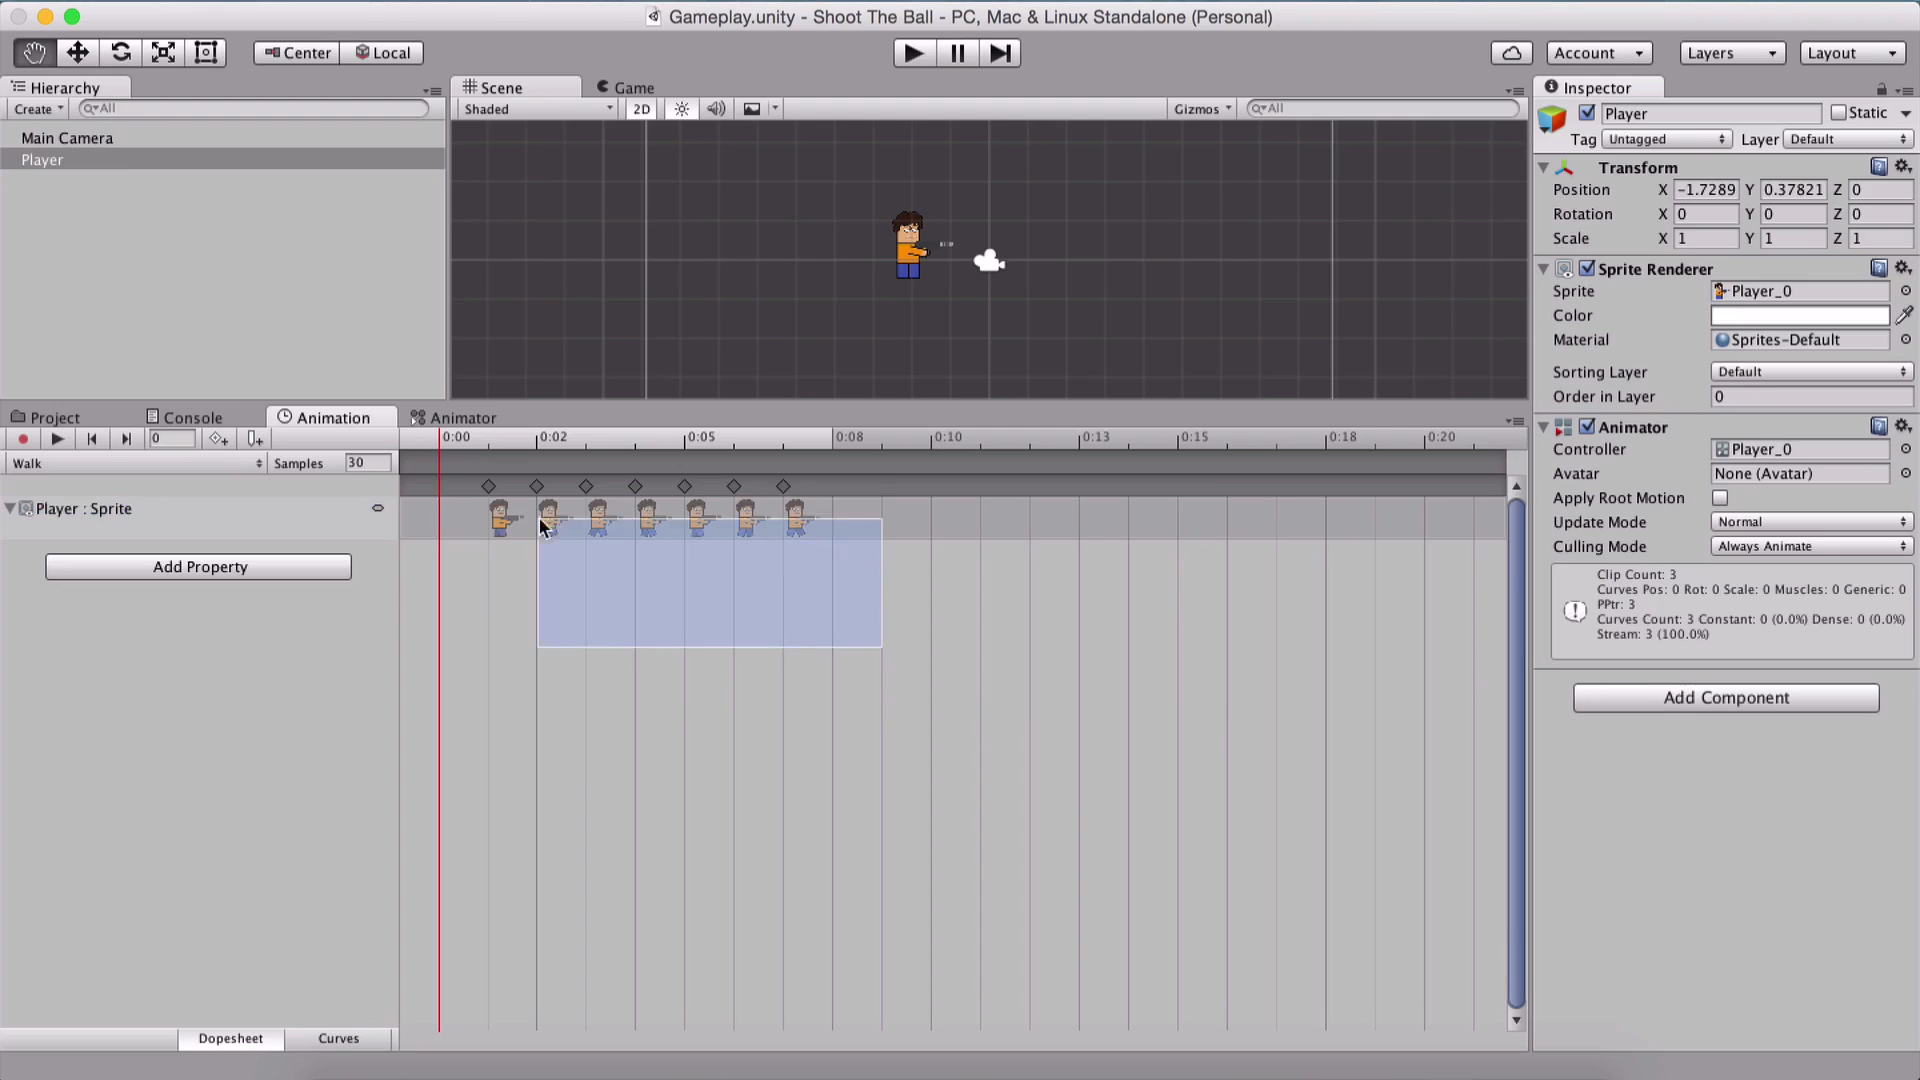 Gameplay.unity - Shoot The Ball - PC, Mac & Linux Standalone (Personal)
Center Local Account Layers Layout
Hierarchy
Create All
Main Camera
Player
Scene Game
Shaded 2D Gizmos All
Inspector
Player Static
Tag Untagged Layer Default
Transform
Position X -1.7289 Y 0.37821 Z 0
Rotation X 0 Y 0 Z 0
Scale X 1 Y 1 Z 1
Sprite Renderer
Sprite Player_0
Color
Material Sprites-Default
Sorting Layer Default
Order in Layer 0
Animator
Controller Player_0
Avatar None (Avatar)
Apply Root Motion
Update Mode Normal
Culling Mode Always Animate
Clip Count: 3
Curves Pos: 0 Rot: 0 Scale: 0 Muscles: 0 Generic: 0
PPtr: 3
Curves Count: 3 Constant: 0 (0.0%) Dense: 0 (0.0%)
Stream: 3 (100.0%)
Add Component
Project Console Animation Animator
0 0:00 0:02 0:05 0:08 0:10 0:13 0:15 0:18 0:20
Walk Samples 30
Player : Sprite
Add Property
Dopesheet Curves